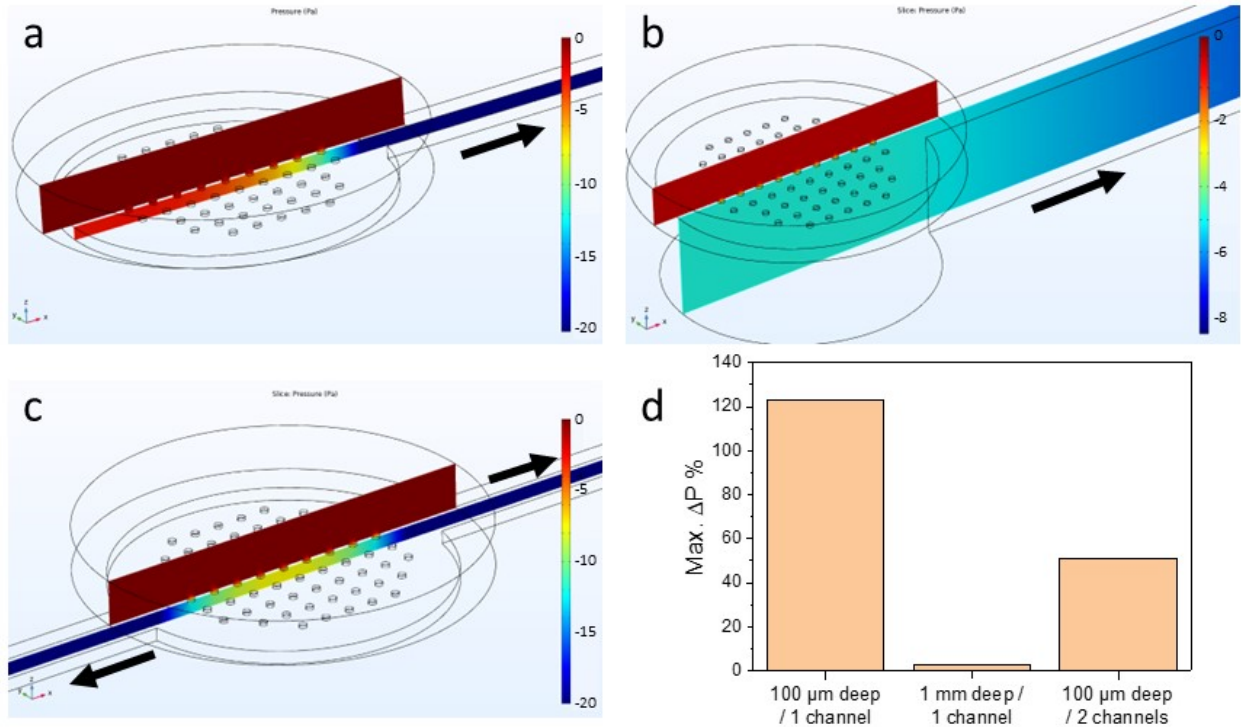 a
Pressure (Pa)
0
-5
-10
-15
-20
y z x
b
Slice: Pressure (Pa)
0
-2
-4
-6
-8
y z x
c
Slice: Pressure (Pa)
0
-5
-10
-15
-20
y z x
d
Max. ΔP %
140
120
100
80
60
40
20
0
100 µm deep
/ 1 channel
1 mm deep /
1 channel
100 µm deep
/ 2 channels